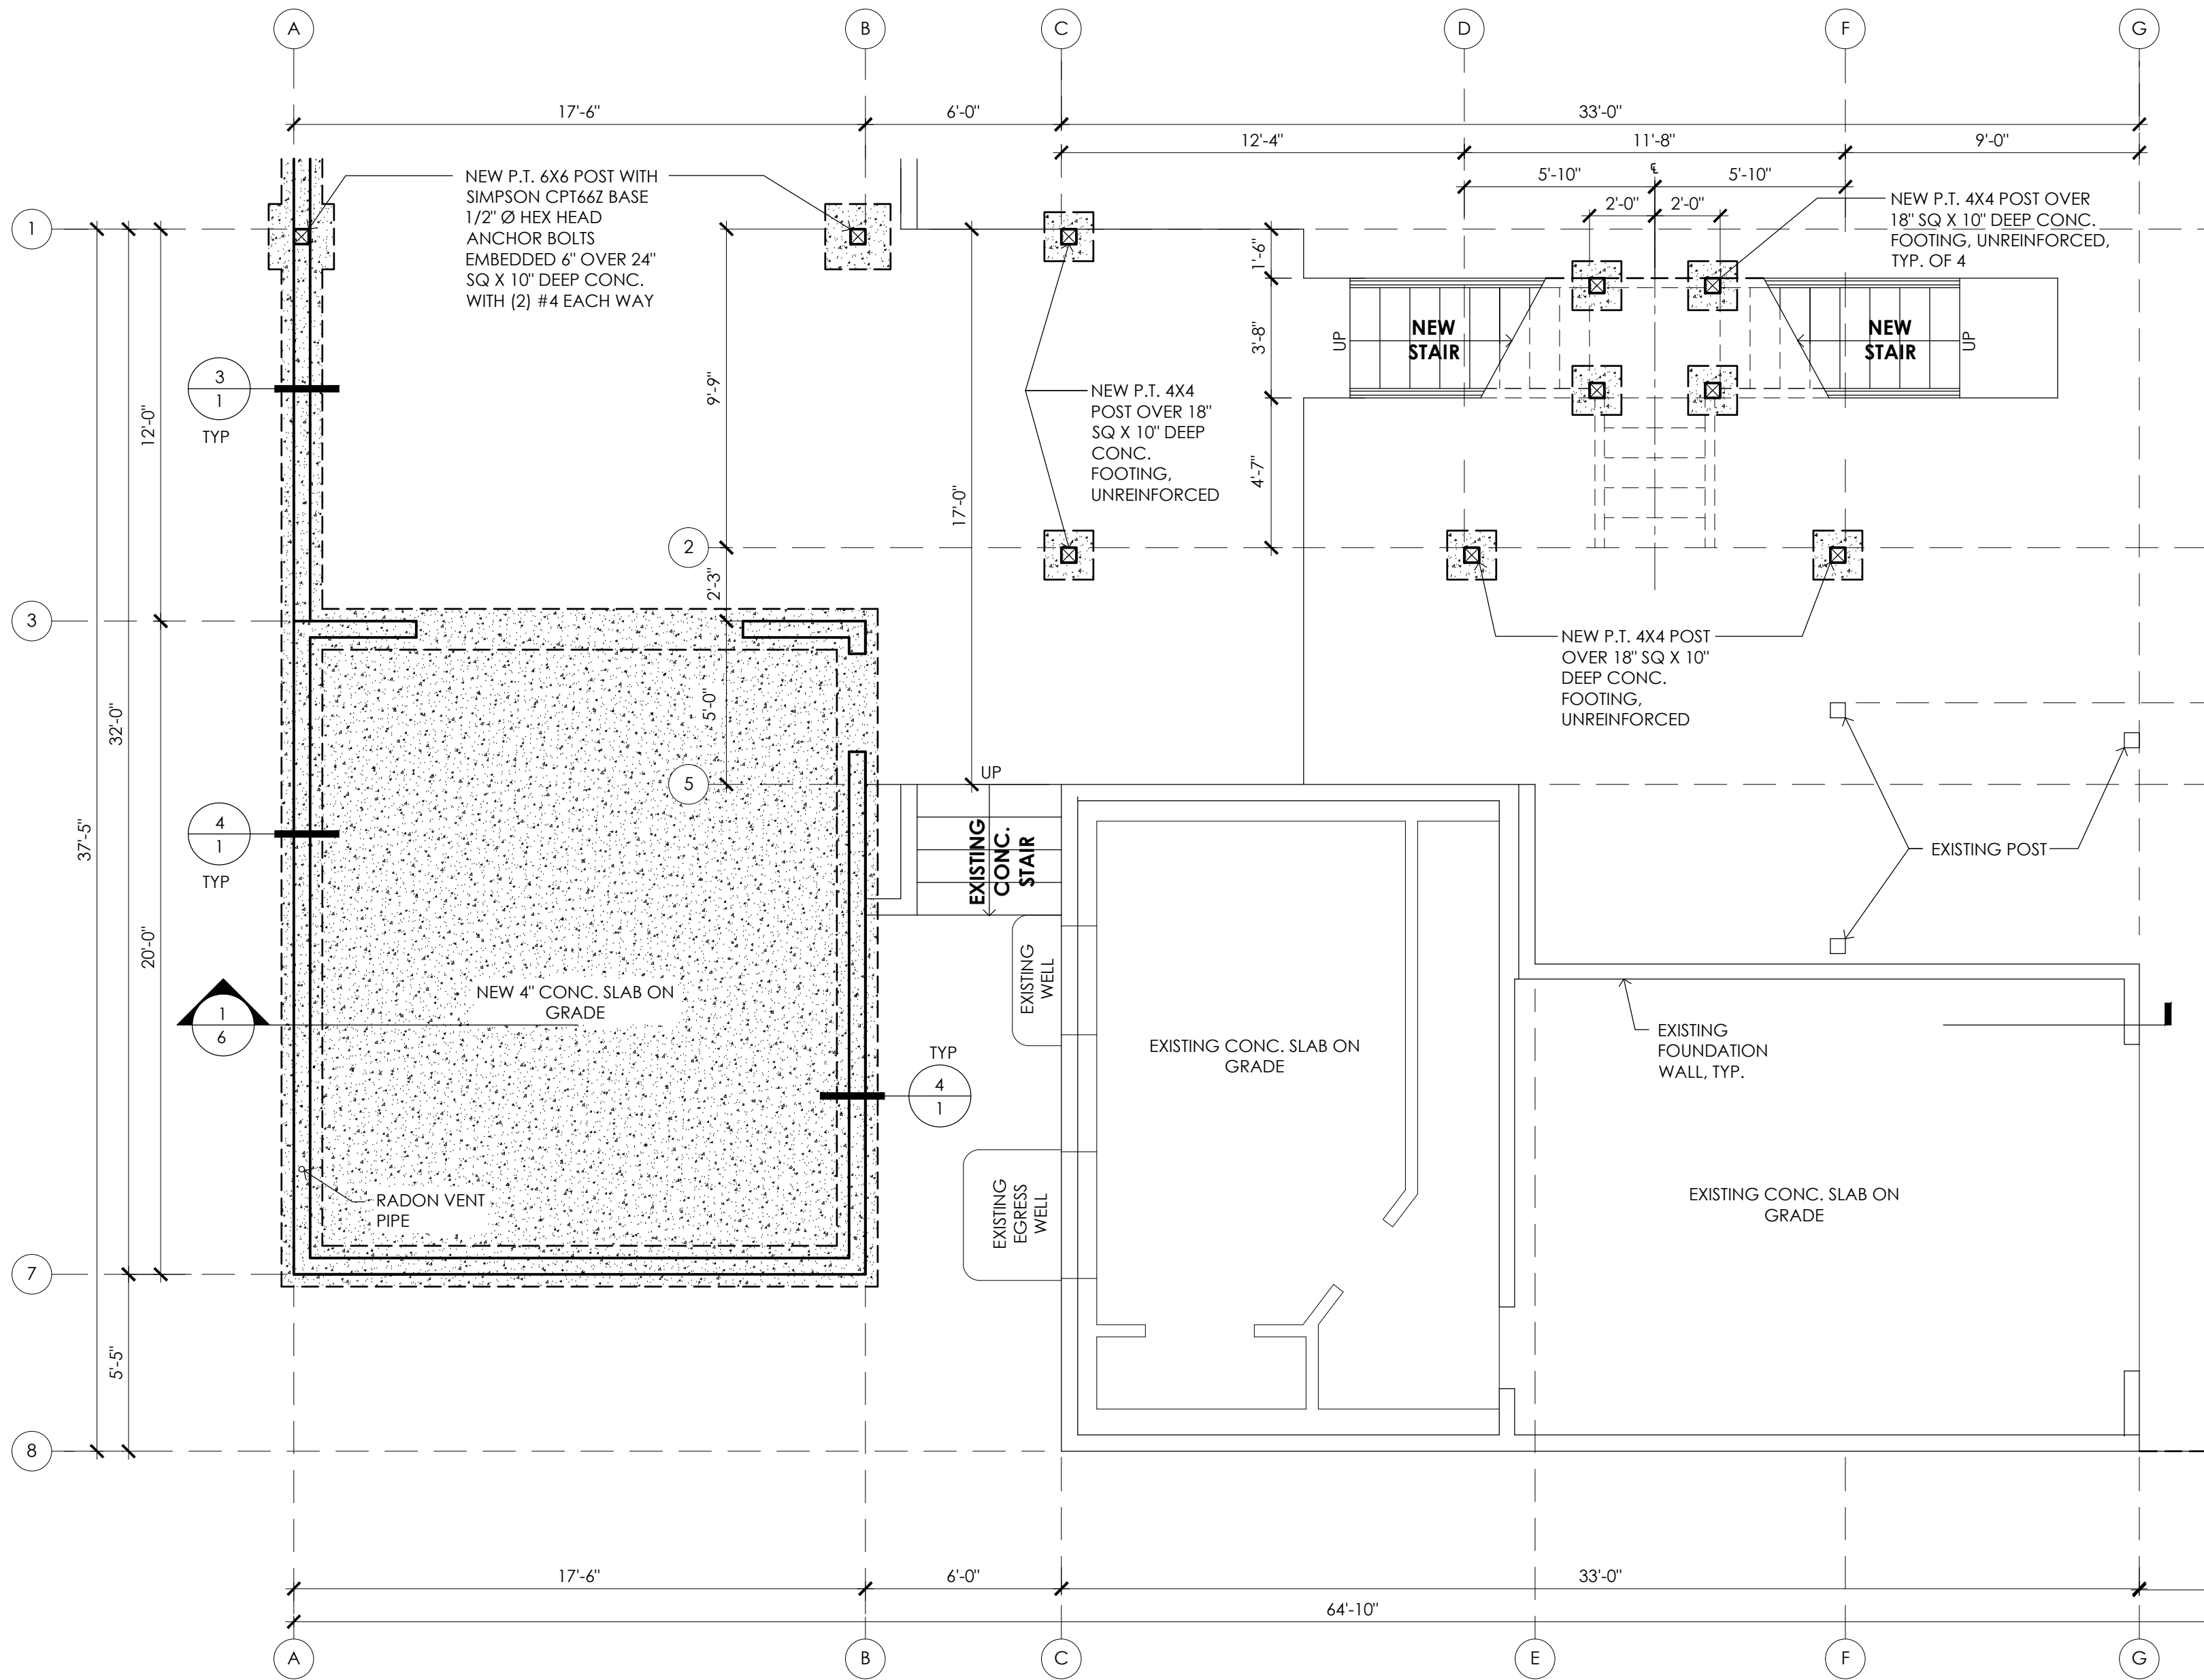 A
B
C
D
F
G
17'-6"
6'-0"
33'-0"
12'-4"
11'-8"
9'-0"
℄
5'-10"
5'-10"
2'-0"
2'-0"
NEW P.T. 6X6 POST WITH
SIMPSON CPT66Z BASE
1/2" Ø HEX HEAD
ANCHOR BOLTS
EMBEDDED 6" OVER 24"
SQ X 10" DEEP CONC.
WITH (2) #4 EACH WAY
NEW P.T. 4X4 POST OVER
18" SQ X 10" DEEP CONC.
FOOTING, UNREINFORCED,
TYP. OF 4
1
1'-6"
3'-8"
4'-7"
UP
NEW
STAIR
NEW
STAIR
UP
3
1
TYP
12'-0"
9'-9"
17'-0"
NEW P.T. 4X4
POST OVER 18"
SQ X 10" DEEP
CONC.
FOOTING,
UNREINFORCED
2
2'-3"
3
NEW P.T. 4X4 POST
OVER 18" SQ X 10"
DEEP CONC.
FOOTING,
UNREINFORCED
5'-0"
32'-0"
37'-5"
5
UP
EXISTING
CONC.
STAIR
4
1
TYP
EXISTING POST
20'-0"
EXISTING
WELL
NEW 4" CONC. SLAB ON
GRADE
1
6
EXISTING CONC. SLAB ON
GRADE
EXISTING
FOUNDATION
WALL, TYP.
TYP
4
1
RADON VENT
PIPE
EXISTING
EGRESS
WELL
EXISTING CONC. SLAB ON
GRADE
7
5'-5"
8
17'-6"
6'-0"
33'-0"
64'-10"
A
B
C
E
F
G